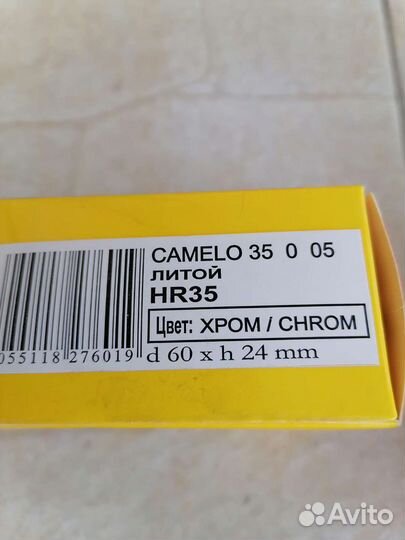 CAMELO 35 0 05
литой
HR35
Цвет: ХРОМ / CHROM
055118 276019
d 60 x h 24 mm
Avito